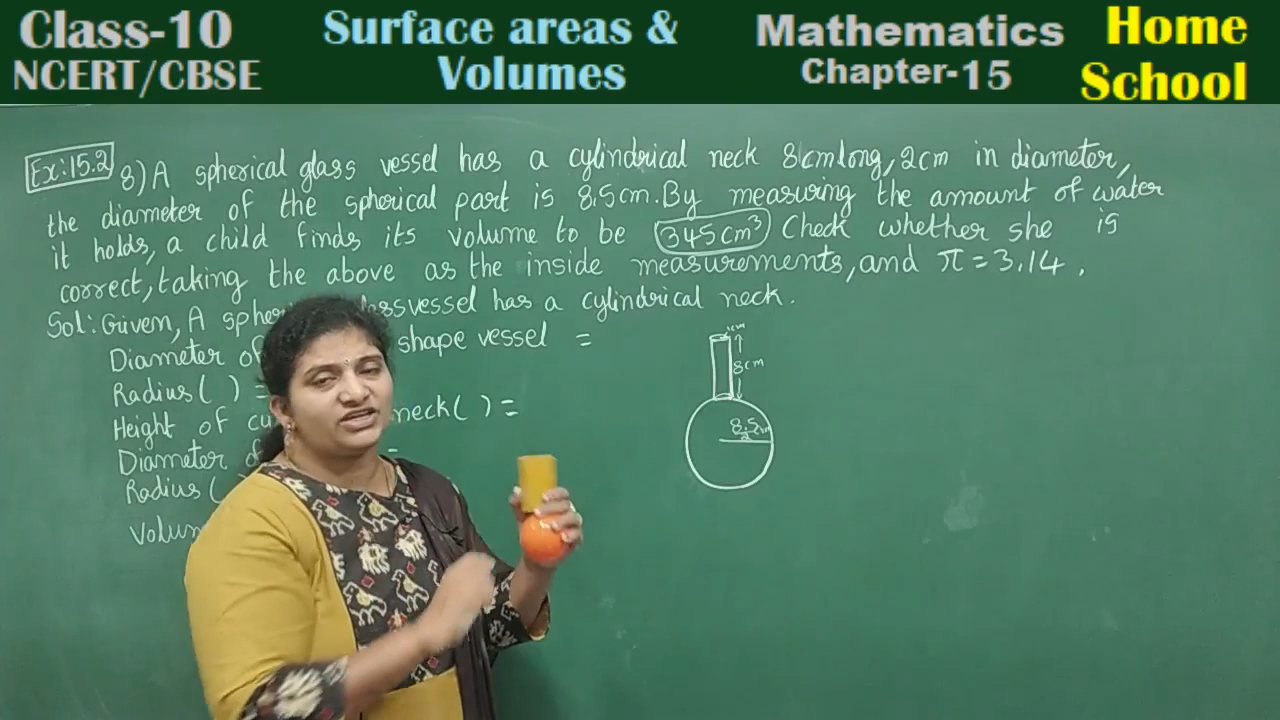 Class-10
NCERT/CBSE
Surface areas &
Volumes
Mathematics
Chapter-15
Home
School
Ex:15.2 8) A spherical glass vessel has a cylindrical neck 8cm long, 2cm in diameter,
the diameter of the spherical part is 8.5cm. By measuring the amount of water
it holds, a child finds its volume to be 345cm³ Check whether she is
correct, taking the above as the inside measurements, and π = 3.14.
Sol: Given, A vessel has a cylindrical neck.
Diameter of shape vessel =
Radius ( ) =
Height of neck ( ) =
Diameter =
Radius (
1cm
8cm
8.5/2 cm